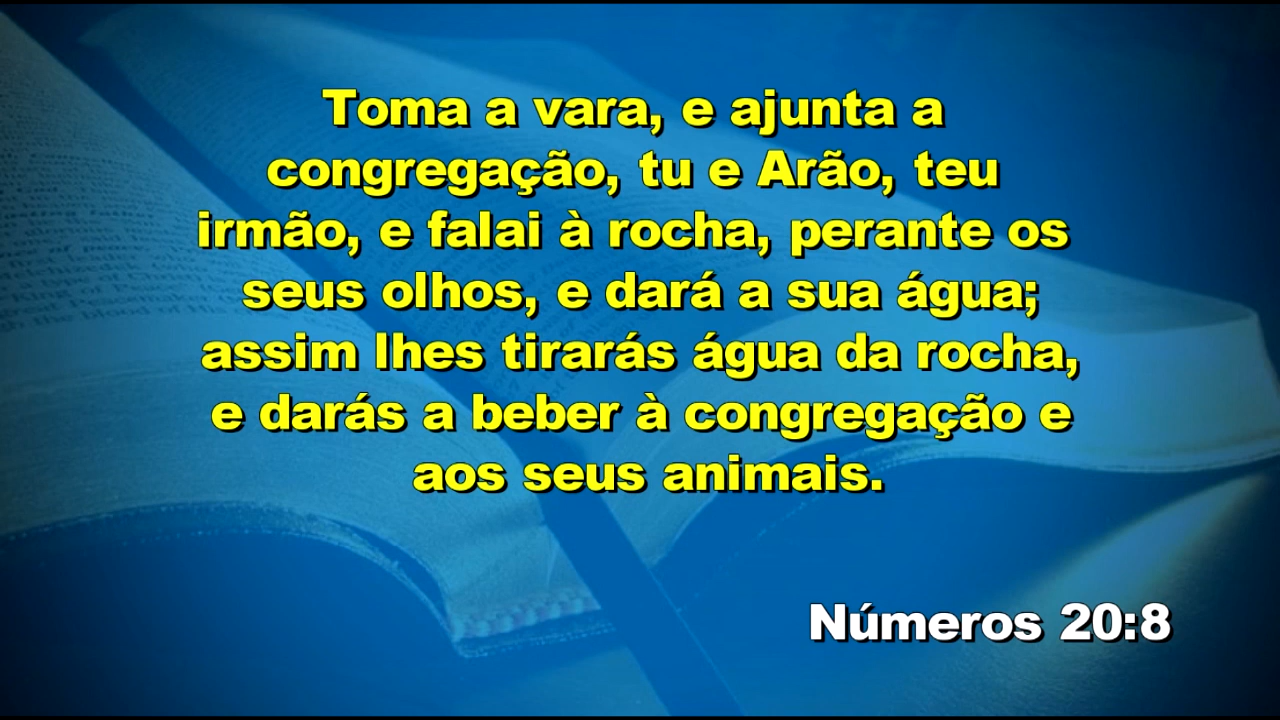 Toma a vara, e ajunta a
congregação, tu e Arão, teu
irmão, e falai à rocha, perante os
seus olhos, e dará a sua água;
assim lhes tirarás água da rocha,
e darás a beber à congregação e
aos seus animais.
Números 20:8